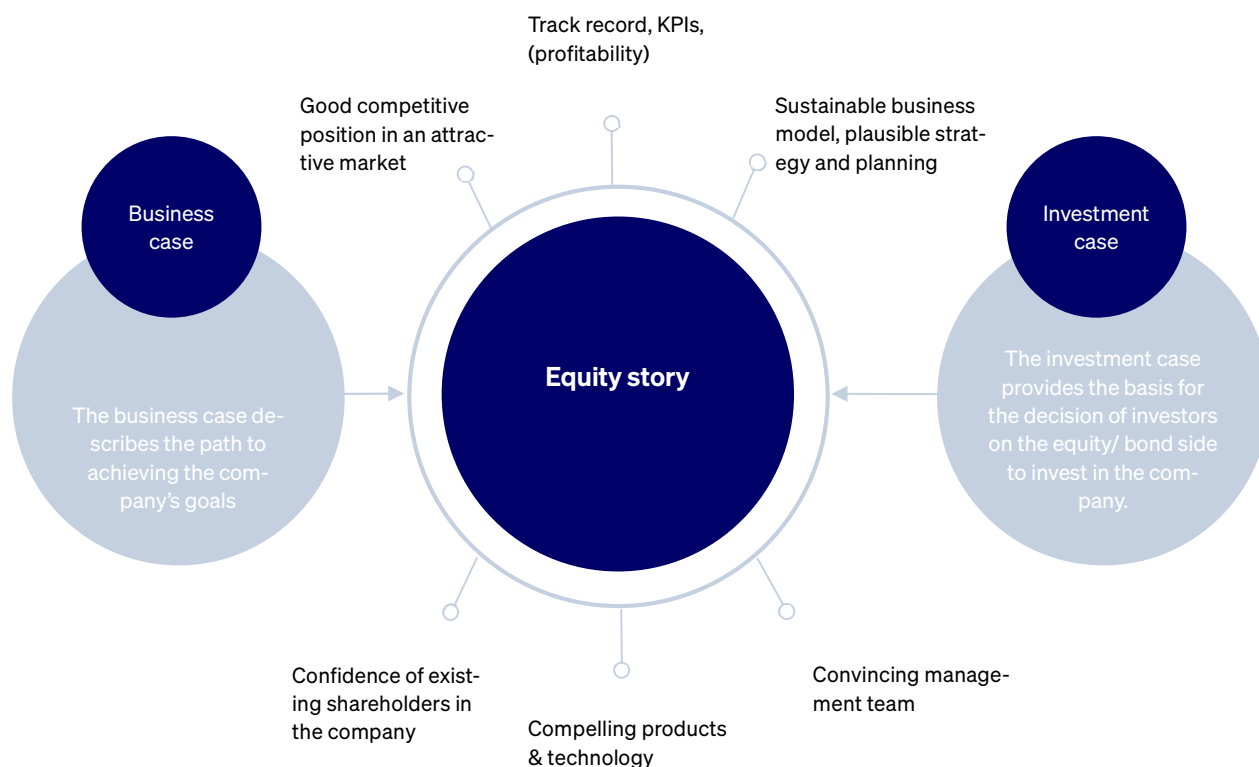 Track record, KPIs,
(profitability)
Good competitive
position in an attrac-
tive market
Sustainable business
model, plausible strat-
egy and planning
Business
case
Investment
case
Equity story
The business case de-
scribes the path to
achieving the com-
pany's goals
The investment case
provides the basis for
the decision of investors
on the equity/ bond side
to invest in the com-
pany.
Confidence of exist-
ing shareholders in
the company
Compelling products
& technology
Convincing manage-
ment team